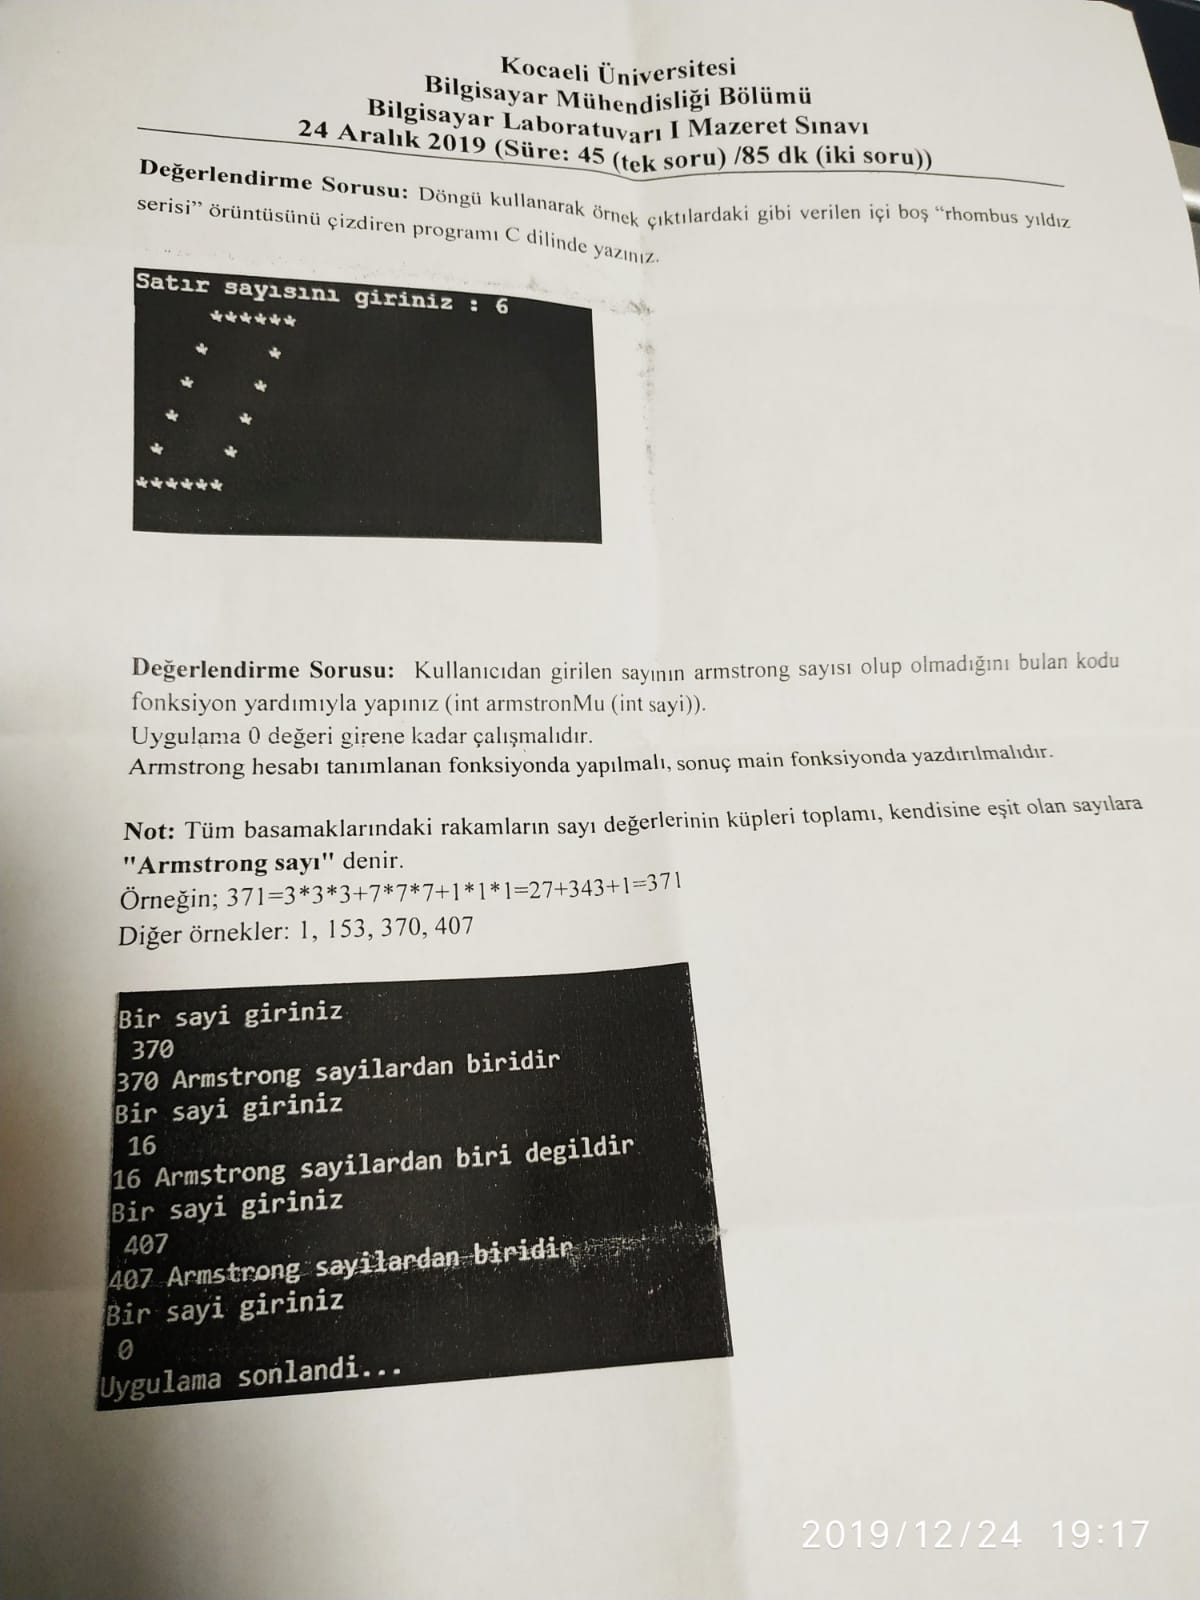 Kocaeli Üniversitesi
Bilgisayar Mühendisliği Bölümü
Bilgisayar Laboratuvarı I Mazeret Sınavı
24 Aralık 2019 (Süre: 45 (tek soru) /85 dk (iki soru))
Değerlendirme Sorusu: Döngü kullanarak örnek çıktılardaki gibi verilen içi boş “rhombus yıldız
serisi” örüntüsünü çizdiren programı C dilinde yazınız.
Satır sayısını giriniz : 6
******
*    *
*    *
*    *
*    *
******
Değerlendirme Sorusu: Kullanıcıdan girilen sayının armstrong sayısı olup olmadığını bulan kodu
fonksiyon yardımıyla yapınız (int armstronMu (int sayi)).
Uygulama 0 değeri girene kadar çalışmalıdır.
Armstrong hesabı tanımlanan fonksiyonda yapılmalı, sonuç main fonksiyonda yazdırılmalıdır.
Not: Tüm basamaklarındaki rakamların sayı değerlerinin küpleri toplamı, kendisine eşit olan sayılara
"Armstrong sayı" denir.
Örneğin; 371=3*3*3+7*7*7+1*1*1=27+343+1=371
Diğer örnekler: 1, 153, 370, 407
Bir sayi giriniz
370
370 Armstrong sayilardan biridir
Bir sayi giriniz
16
16 Armstrong sayilardan biri degildir
Bir sayi giriniz
407
407 Armstrong sayilardan biridir
Bir sayi giriniz
0
Uygulama sonlandi...
2019/12/24 19:17